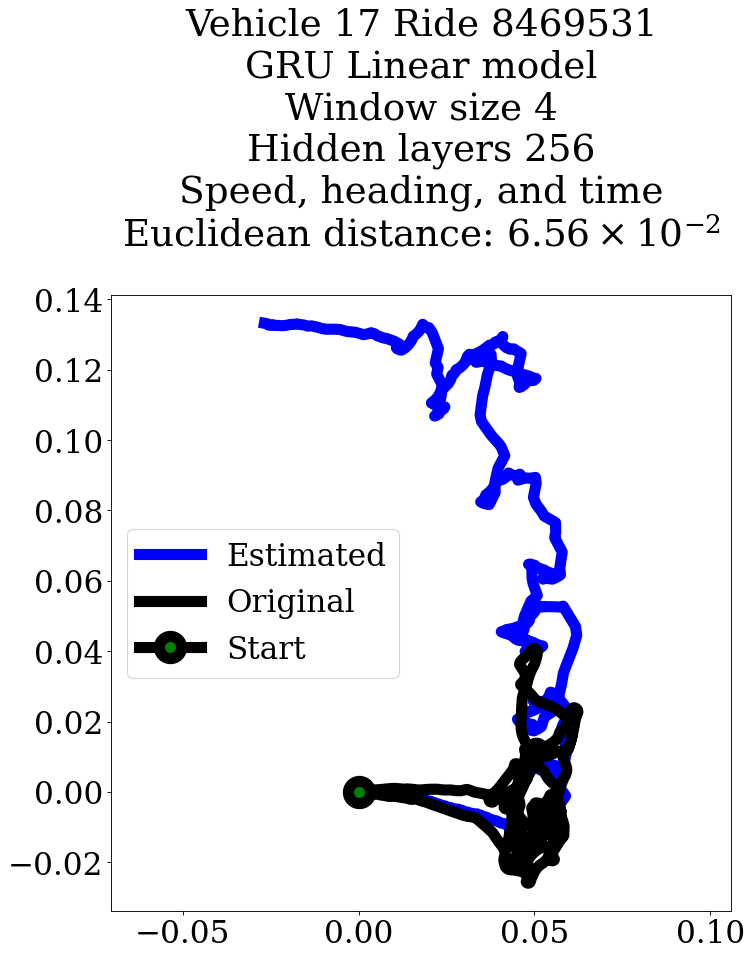 Vehicle 17 Ride 8469531
GRU Linear model
Window size 4
Hidden layers 256
Speed, heading, and time
Euclidean distance: 6.56 × 10⁻²
0.14
0.12
0.10
0.08
0.06
0.04
0.02
0.00
−0.02
Estimated
Original
Start
−0.05 0.00 0.05 0.10